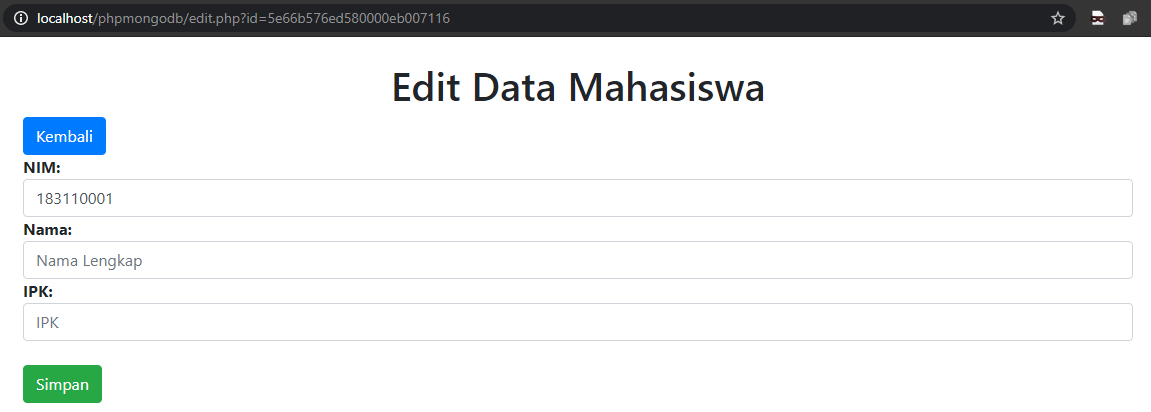 localhost/phpmongodb/edit.php?id=5e66b576ed580000eb007116
Edit Data Mahasiswa
Kembali
NIM:
183110001
Nama:
Nama Lengkap
IPK:
IPK
Simpan